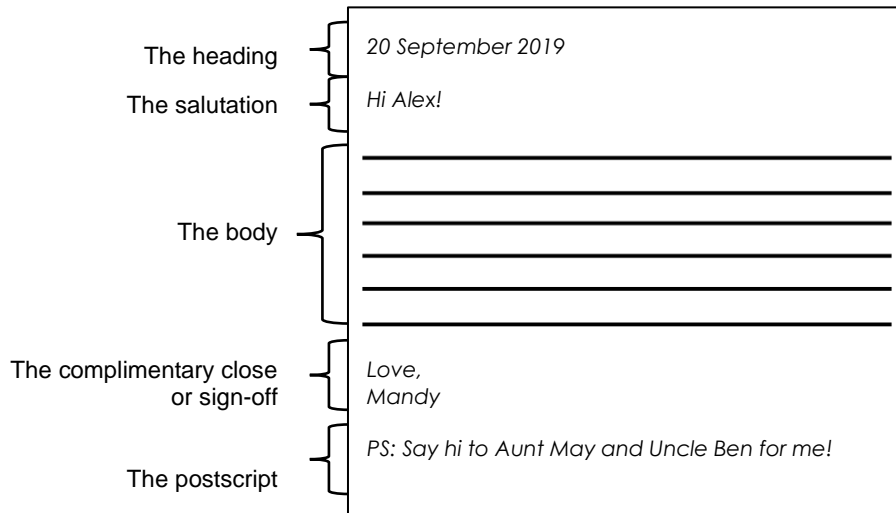 The heading
20 September 2019
The salutation
Hi Alex!
The body
The complimentary close
or sign-off
Love,
Mandy
The postscript
PS: Say hi to Aunt May and Uncle Ben for me!